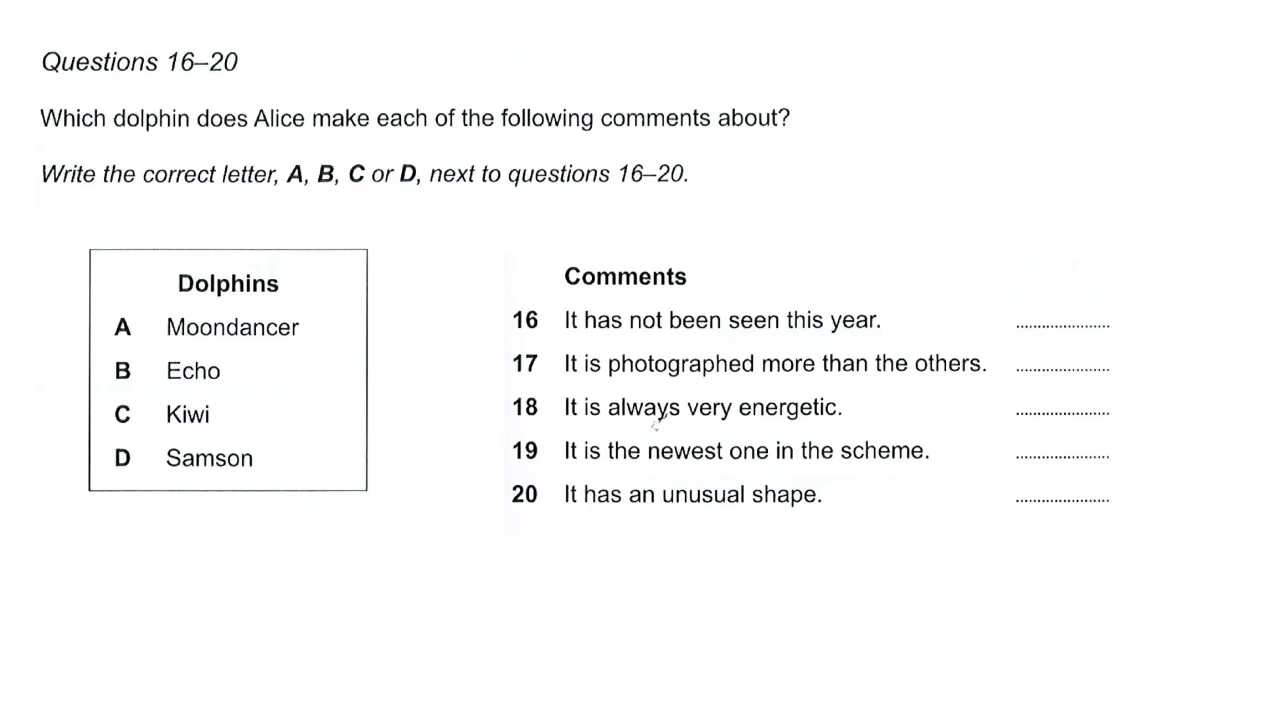 Questions 16–20
Which dolphin does Alice make each of the following comments about?
Write the correct letter, A, B, C or D, next to questions 16–20.
Dolphins
A Moondancer
B Echo
C Kiwi
D Samson
Comments
16 It has not been seen this year. ......................
17 It is photographed more than the others. ......................
18 It is always very energetic. ......................
19 It is the newest one in the scheme. ......................
20 It has an unusual shape. ......................